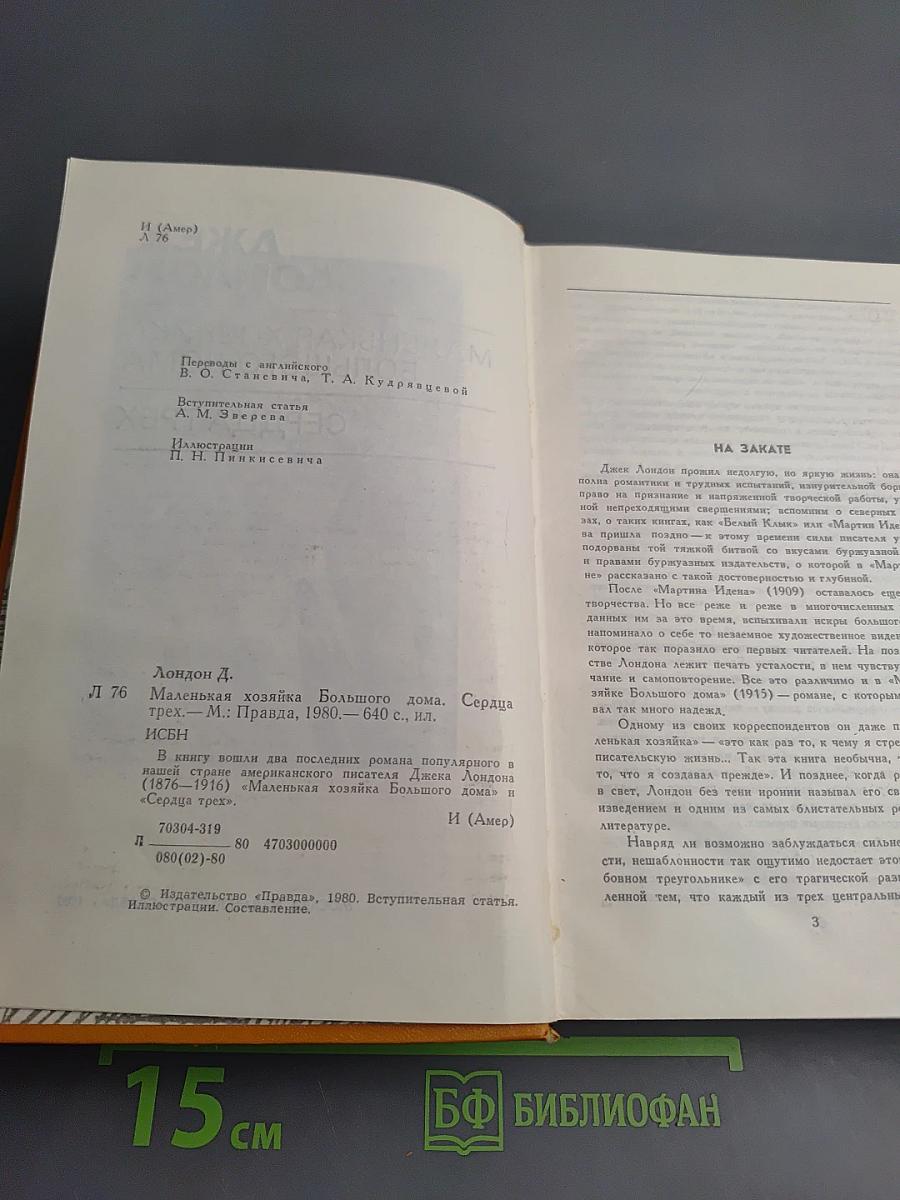 И (Амер)
Л 76
Переводы с английского
В. О. Станевича, Т. А. Кудрявцевой
Вступительная статья
А. М. Зверева
Иллюстрации
П. Н. Пинкисевича
Лондон Д.
Л 76 Маленькая хозяйка Большого дома. Сердца
трех.— М.: Правда, 1980.— 640 с., ил.
ИСБН
В книгу вошли два последних романа популярного в
нашей стране американского писателя Джека Лондона
(1876—1916) «Маленькая хозяйка Большого дома» и
«Сердца трех».
И (Амер)
70304-319
Л 80 4703000000
080(02)-80
© Издательство «Правда», 1980. Вступительная статья.
Иллюстрации. Составление.
НА ЗАКАТЕ
Джек Лондон прожил недолгую, но яркую жизнь: она
полна романтики и трудных испытаний, изнурительной
право на признание и напряженной творческой работы,
ной непреходящими свершениями; вспомним о северных
зах, о таких книгах, как «Белый Клык» или «Мартин
ва пришла поздно — к этому времени силы писателя
подорваны той тяжкой битвой со вкусами буржуазной
и правами буржуазных издательств, о которой в
не» рассказано с такой достоверностью и глубиной.
После «Мартина Идена» (1909) оставалось еще
творчества. Но все реже и реже в многочисленных
данных им за это время, вспыхивали искры большого
напоминало о себе то незаемное художественное
которое так поразило его первых читателей. На
стве Лондона лежит печать усталости, в нем
чание и самоповторение. Все это различимо и в
зяйке Большого дома» (1915) — романе, с которым
вал так много надежд.
Одному из своих корреспондентов он даже
ленькая хозяйка» — «это как раз то, к чему я
писательскую жизнь... Так эта книга необычна,
то, что я создавал прежде». И позднее, когда
в свет, Лондон без тени иронии называл его
изведением и одним из самых блистательных
литературе.
Навряд ли возможно заблуждаться
сти, нешаблонности так ощутимо недостает
бовном треугольнике» с его трагической
ленной тем, что каждый из трех
3
15 см
БФ БИБЛИОФАН